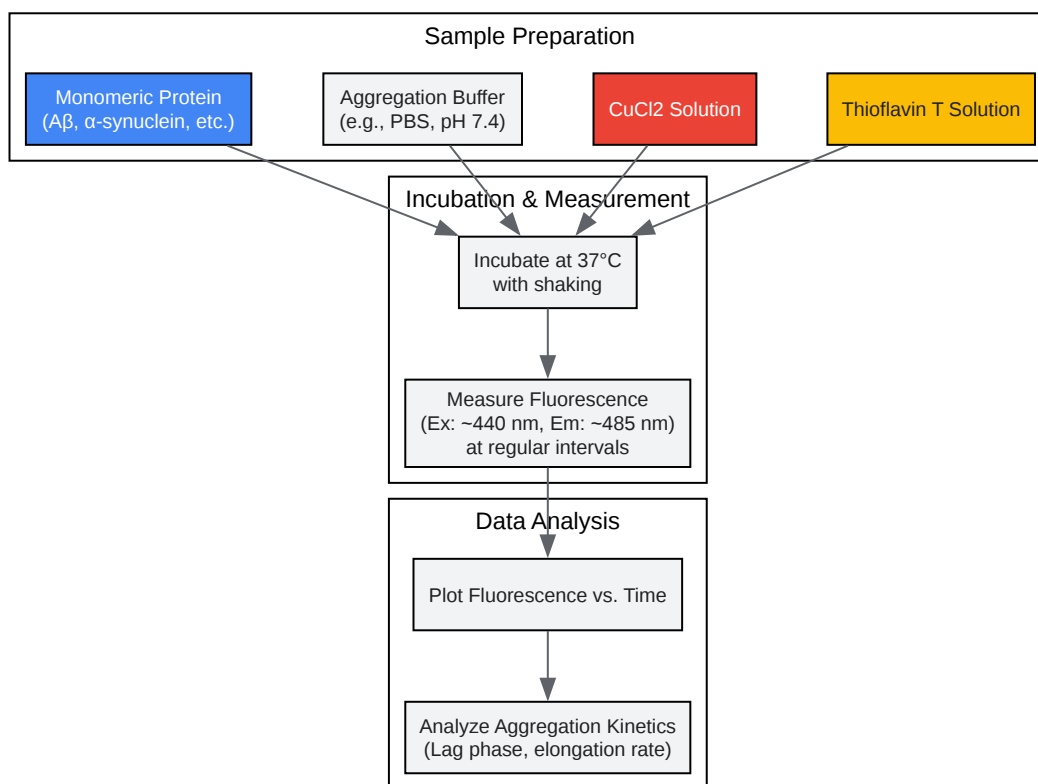 Sample Preparation
Monomeric Protein
(Aβ, α-synuclein, etc.)
Aggregation Buffer
(e.g., PBS, pH 7.4)
CuCl2 Solution
Thioflavin T Solution
Incubation & Measurement
Incubate at 37°C
with shaking
Measure Fluorescence
(Ex: ~440 nm, Em: ~485 nm)
at regular intervals
Data Analysis
Plot Fluorescence vs. Time
Analyze Aggregation Kinetics
(Lag phase, elongation rate)